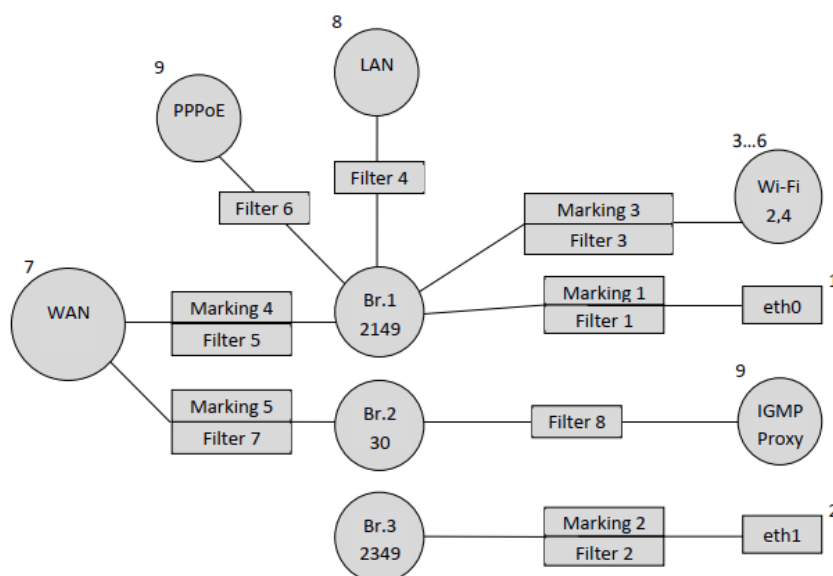 8
LAN
9
PPPoE
3...6
Wi-Fi
2,4
Filter 4
Filter 6
Marking 3
Filter 3
7
WAN
Marking 4
Filter 5
Br.1
2149
Marking 1
Filter 1
1
eth0
Marking 5
Filter 7
Br.2
30
Filter 8
9
IGMP
Proxy
Br.3
2349
Marking 2
Filter 2
2
eth1